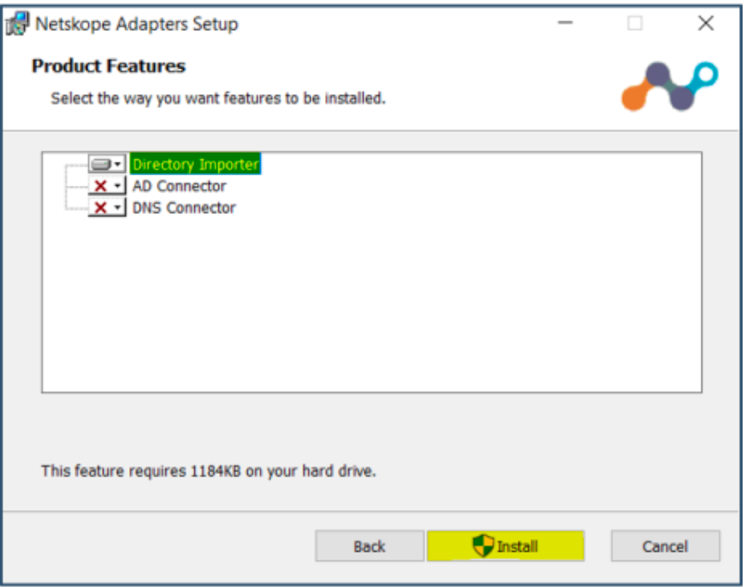 Netskope Adapters Setup
Product Features
Select the way you want features to be installed.
Directory Importer
AD Connector
DNS Connector
This feature requires 1184KB on your hard drive.
Back
Install
Cancel